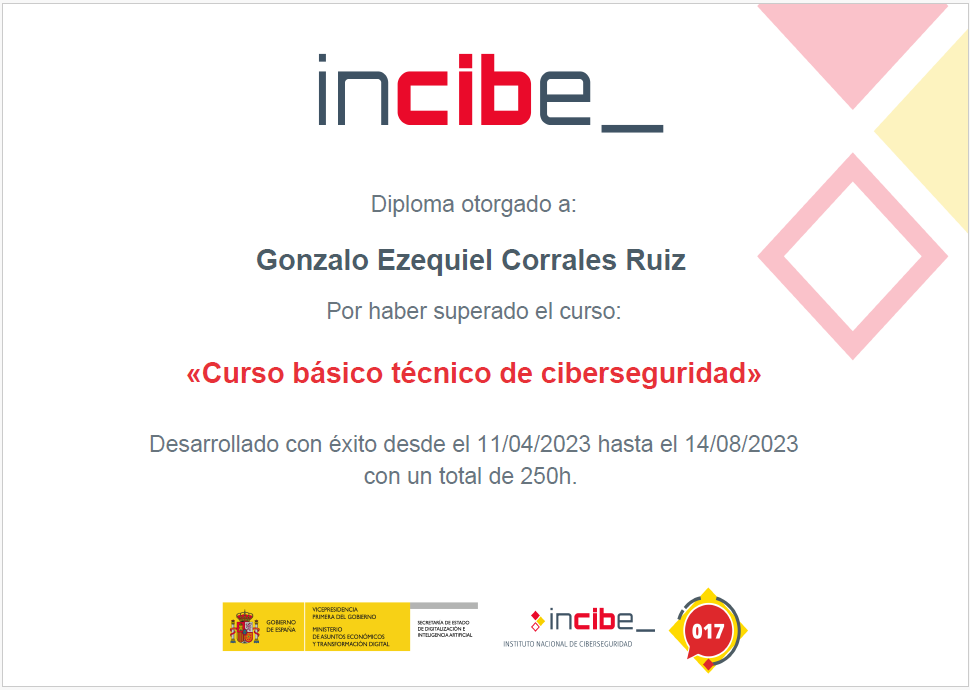 incibe_
Diploma otorgado a:
Gonzalo Ezequiel Corrales Ruiz
Por haber superado el curso:
«Curso básico técnico de ciberseguridad»
Desarrollado con éxito desde el 11/04/2023 hasta el 14/08/2023
con un total de 250h.
GOBIERNO
DE ESPAÑA
VICEPRESIDENCIA
PRIMERA DEL GOBIERNO
MINISTERIO
DE ASUNTOS ECONÓMICOS
Y TRANSFORMACIÓN DIGITAL
SECRETARÍA DE ESTADO
DE DIGITALIZACIÓN E
INTELIGENCIA ARTIFICIAL
incibe_
INSTITUTO NACIONAL DE CIBERSEGURIDAD
017